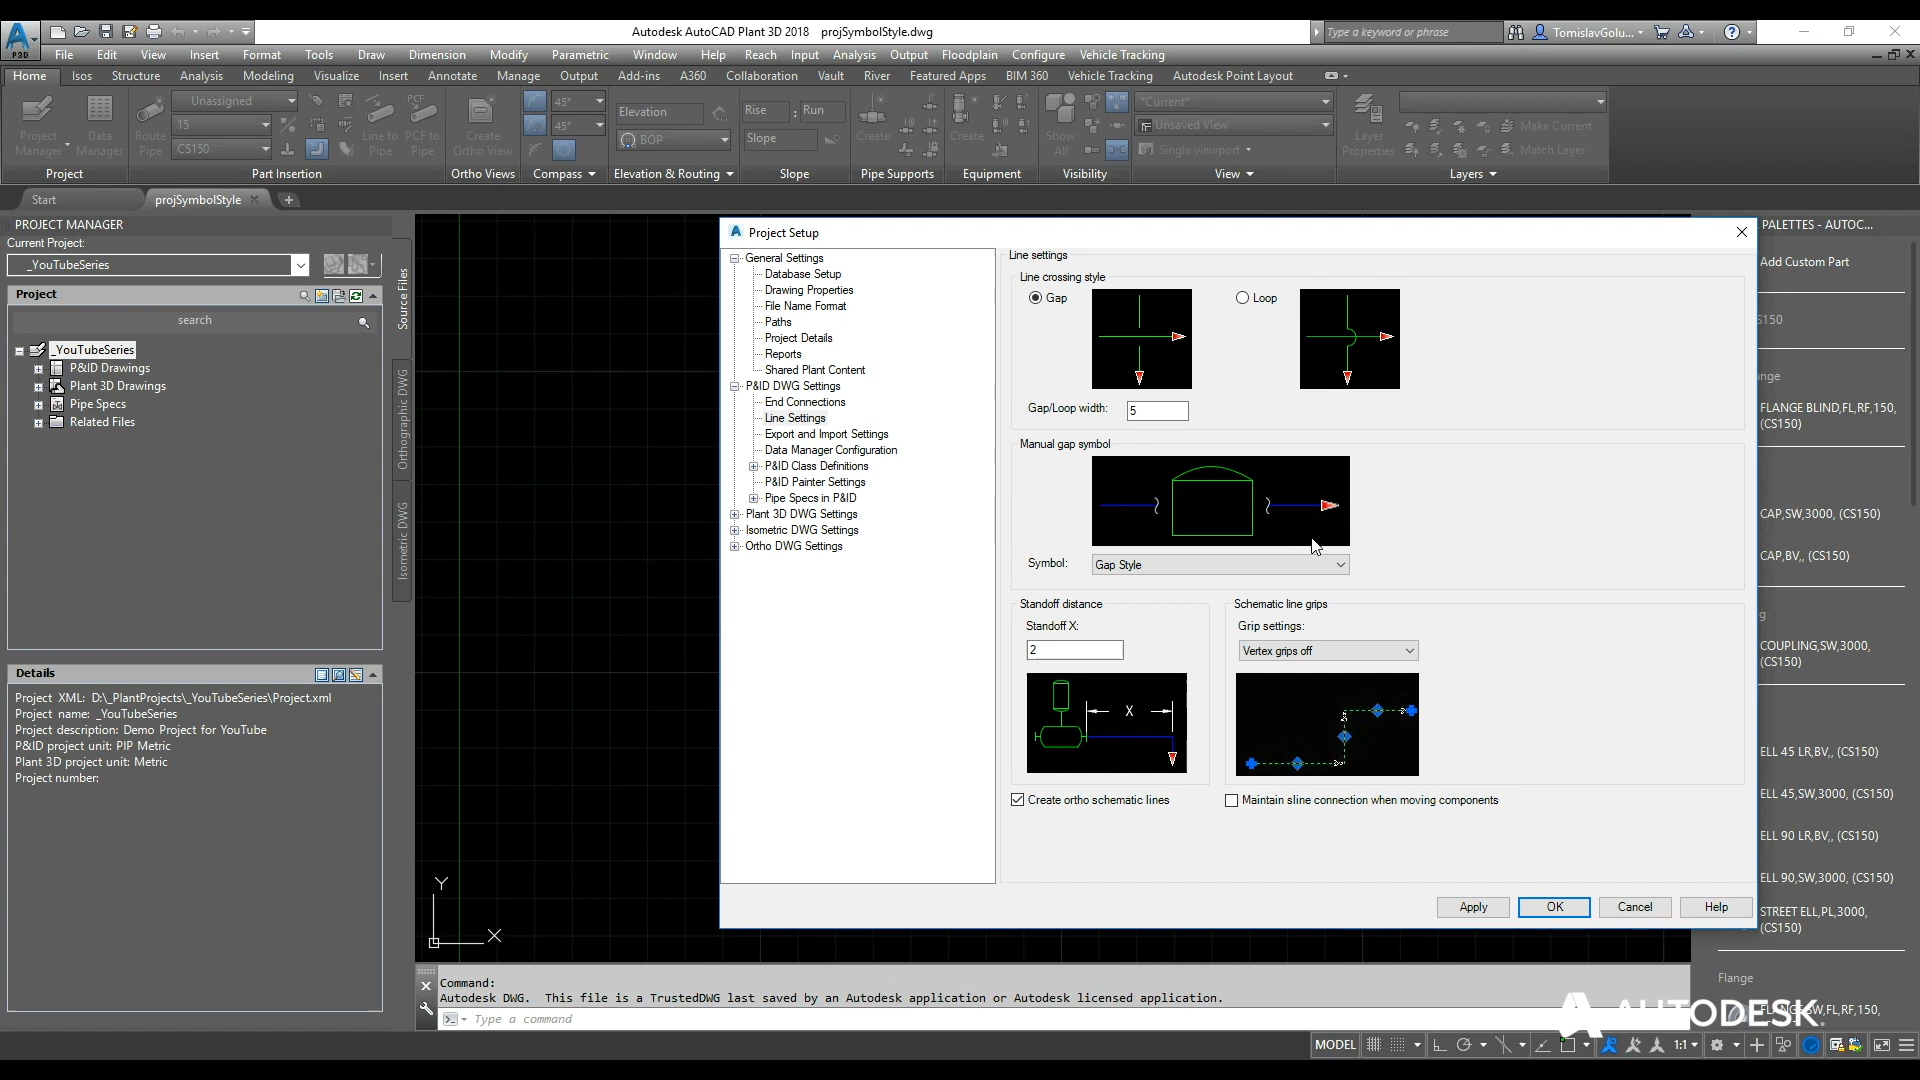 Autodesk AutoCAD Plant 3D 2018 projSymbolStyle.dwg
Type a keyword or phrase
TomislavGolu...
P3D
File Edit View Insert Format Tools Draw Dimension Modify Parametric Window Help Reach Input Analysis Output Floodplain Configure Vehicle Tracking
Home Isos Structure Analysis Modeling Visualize Insert Annotate Manage Output Add-ins A360 Collaboration Vault River Featured Apps BIM 360 Vehicle Tracking Autodesk Point Layout
Project Manager
Data Manager
Route Pipe
Unassigned
15
CS150
Line to Pipe
PCF to Pipe
PCF
Create Ortho View
45°
45°
Elevation
BOP
Rise : Run
Slope
Create
Create
Show All
"Current"
Unsaved View
Single viewport
Layer Properties
Make Current
Match Layer
Project Part Insertion Ortho Views Compass Elevation & Routing Slope Pipe Supports Equipment Visibility View Layers
Start projSymbolStyle
PROJECT MANAGER
Current Project:
_YouTubeSeries
Project
search
_YouTubeSeries
P&ID Drawings
Plant 3D Drawings
Pipe Specs
Related Files
Source Files
Orthographic DWG
Isometric DWG
Details
Project XML: D:\_PlantProjects\_YouTubeSeries\Project.xml
Project name: _YouTubeSeries
Project description: Demo Project for YouTube
P&ID project unit: PIP Metric
Plant 3D project unit: Metric
Project number:
Project Setup
General Settings
Database Setup
Drawing Properties
File Name Format
Paths
Project Details
Reports
Shared Plant Content
P&ID DWG Settings
End Connections
Line Settings
Export and Import Settings
Data Manager Configuration
P&ID Class Definitions
P&ID Painter Settings
Pipe Specs in P&ID
Plant 3D DWG Settings
Isometric DWG Settings
Ortho DWG Settings
Line settings
Line crossing style
Gap
Loop
Gap/Loop width: 5
Manual gap symbol
Symbol: Gap Style
Standoff distance
Standoff X:
2
X
Schematic line grips
Grip settings:
Vertex grips off
Create ortho schematic lines
Maintain sline connection when moving components
Apply OK Cancel Help
PALETTES - AUTOC...
Add Custom Part
S150
nge
FLANGE BLIND,FL,RF,150,
(CS150)
CAP,SW,3000, (CS150)
CAP,BV,, (CS150)
g
COUPLING,SW,3000,
(CS150)
ELL 45 LR,BV,, (CS150)
ELL 45,SW,3000, (CS150)
ELL 90 LR,BV,, (CS150)
ELL 90,SW,3000, (CS150)
STREET ELL,PL,3000,
(CS150)
Flange
SW,FL,RF,150,
Y
X
Command:
Autodesk DWG. This file is a TrustedDWG last saved by an Autodesk application or Autodesk licensed application.
Type a command
AUTODESK.
MODEL 1:1